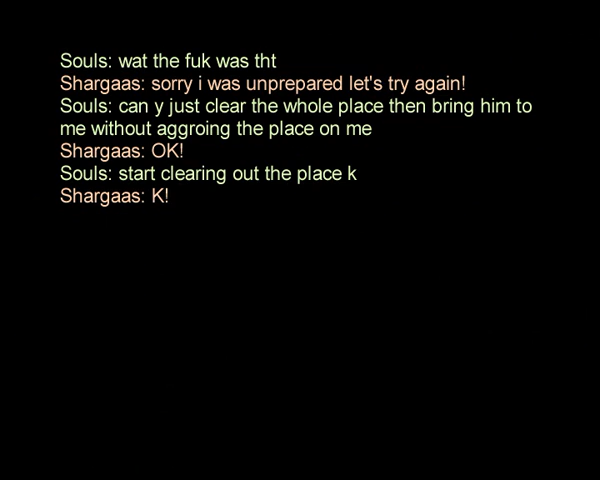 Souls: wat the fuk was tht
Shargaas: sorry i was unprepared let's try again!
Souls: can y just clear the whole place then bring him to
me without aggroing the place on me
Shargaas: OK!
Souls: start clearing out the place k
Shargaas: K!